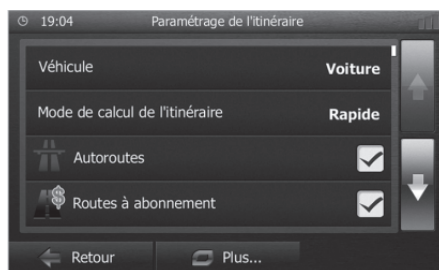 19:04 Paramétrage de l'itinéraire
Véhicule Voiture
Mode de calcul de l'itinéraire Rapide
Autoroutes
$ Routes à abonnement
Retour Plus...